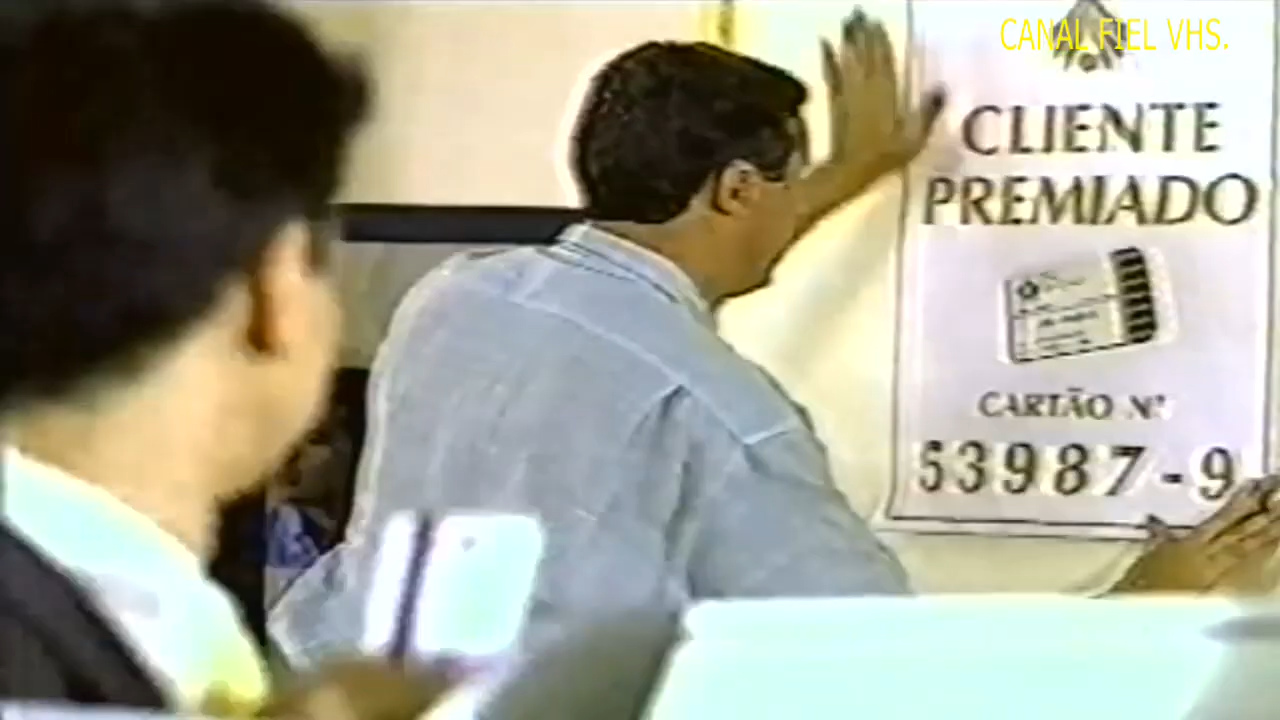 CANAL FIEL VHS.
CLIENTE
PREMIADO
CARTÃO Nº
53987-9